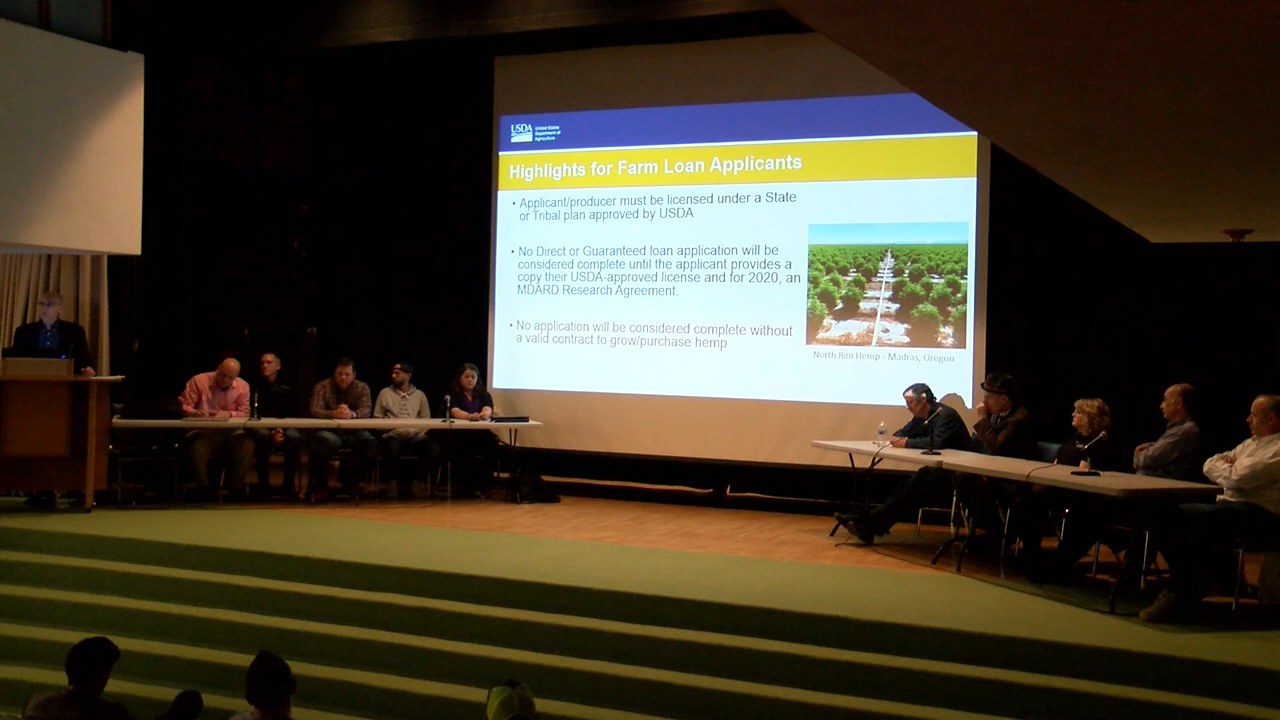 USDA
United States
Department of
Agriculture
Highlights for Farm Loan Applicants
• Applicant/producer must be licensed under a State
or Tribal plan approved by USDA
• No Direct or Guaranteed loan application will be
considered complete until the applicant provides a
copy their USDA-approved license and for 2020, an
MDARD Research Agreement.
• No application will be considered complete without
a valid contract to grow/purchase hemp
North Rim Hemp - Madras, Oregon